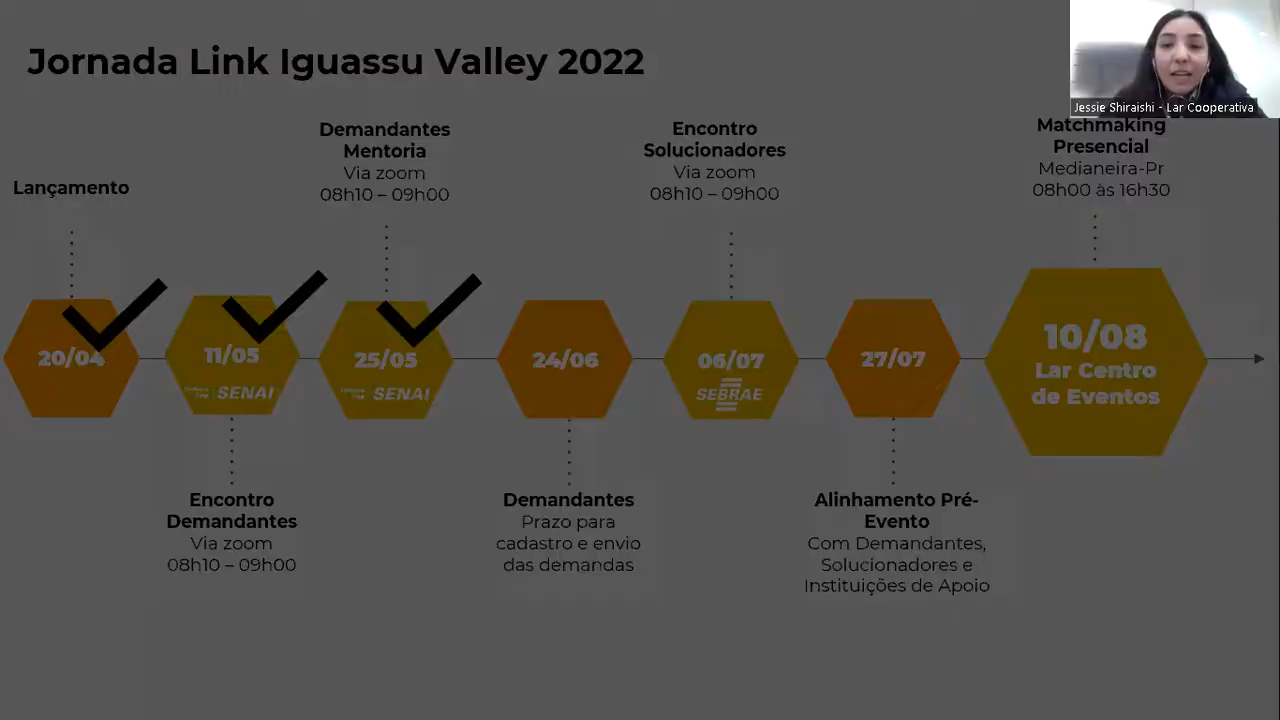 Jornada Link Iguassu Valley 2022
Jessie Shiraishi - Lar Cooperativa
Lançamento
20/04
11/05
SENAI
Encontro
Demandantes
Via zoom
08h10 – 09h00
Demandantes
Mentoria
Via zoom
08h10 – 09h00
25/05
SENAI
24/06
Demandantes
Prazo para
cadastro e envio
das demandas
Encontro
Solucionadores
Via zoom
08h10 – 09h00
06/07
SEBRAE
27/07
Alinhamento Pré-
Evento
Com Demandantes,
Solucionadores e
Instituições de Apoio
Matchmaking
Presencial
Medianeira-Pr
08h00 às 16h30
10/08
Lar Centro
de Eventos